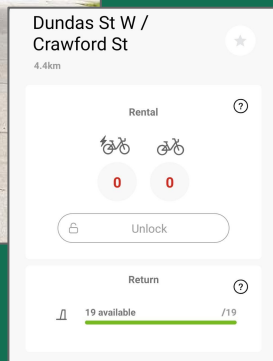 Dundas St W /
Crawford St
4.4km
Rental
?
0 0
Unlock
Return
?
19 available /19